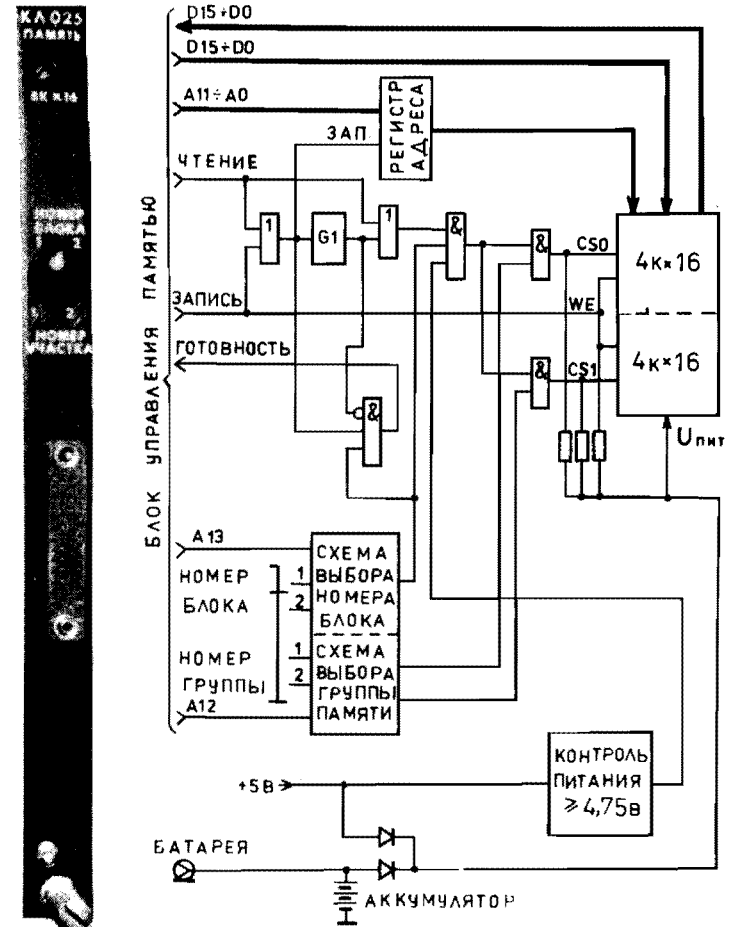 КЛ 025
ПАМЯТЬ
8К×16
НОМЕР
БЛОКА
1 2
1 2
НОМЕР
УЧАСТКА
БЛОК УПРАВЛЕНИЯ ПАМЯТЬЮ
D15÷D0
D15÷D0
A11÷A0
ЗАП.
РЕГИСТР
АДРЕСА
ЧТЕНИЕ
1
G1
1
&
&
CS0
4К×16
ЗАПИСЬ
WE
ГОТОВНОСТЬ
&
&
CS1
4К×16
Uпит
A13
НОМЕР
БЛОКА
1
2
СХЕМА
ВЫБОРА
НОМЕРА
БЛОКА
НОМЕР
ГРУППЫ
1
2
СХЕМА
ВЫБОРА
ГРУППЫ
ПАМЯТИ
A12
КОНТРОЛЬ
ПИТАНИЯ
⩾4,75В
+5В
БАТАРЕЯ
АККУМУЛЯТОР